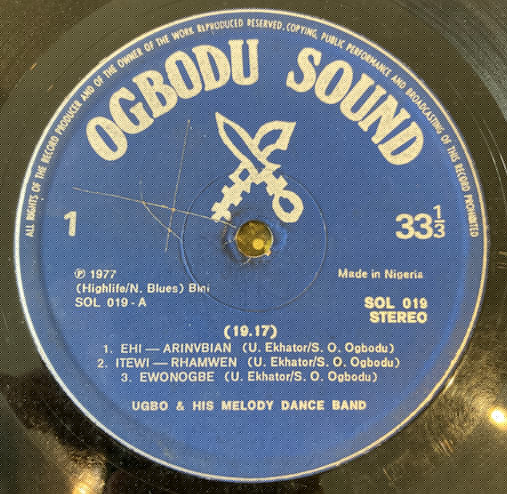 ALL RIGHTS OF THE RECORD PRODUCER AND OF THE OWNER OF THE WORK REPRODUCED RESERVED, COPYING, PUBLIC PERFORMANCE AND BROADCASTING OF THIS RECORD PROHIBITED
OGBODU SOUND
1
33 1/3
℗ 1977
(Highlife/N. Blues) Bini
SOL 019-A
Made in Nigeria
SOL 019
STEREO
(19.17)
1. EHI — ARINVBIAN (U. Ekhator/S. O. Ogbodu)
2. ITEWI — RHAMWEN (U. Ekhator/S. O. Ogbodu)
3. EWONOGBE (U. Ekhator/S. O. Ogbodu)
UGBO & HIS MELODY DANCE BAND